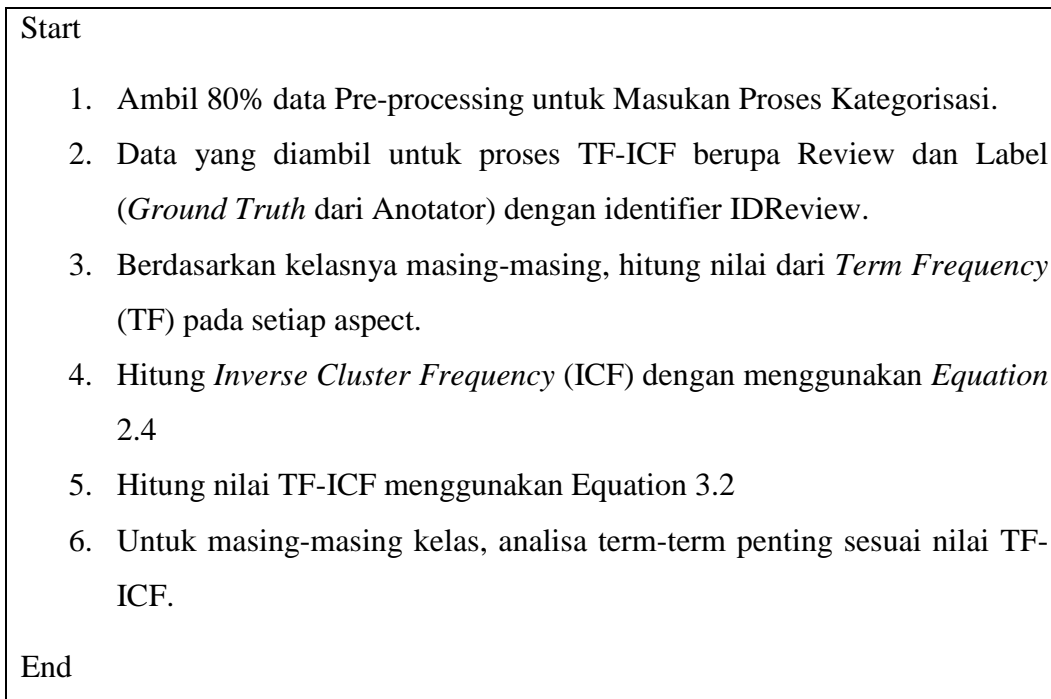 Start
1. Ambil 80% data Pre-processing untuk Masukan Proses Kategorisasi.
2. Data yang diambil untuk proses TF-ICF berupa Review dan Label
(Ground Truth dari Anotator) dengan identifier IDReview.
3. Berdasarkan kelasnya masing-masing, hitung nilai dari Term Frequency
(TF) pada setiap aspect.
4. Hitung Inverse Cluster Frequency (ICF) dengan menggunakan Equation
2.4
5. Hitung nilai TF-ICF menggunakan Equation 3.2
6. Untuk masing-masing kelas, analisa term-term penting sesuai nilai TF-
ICF.
End